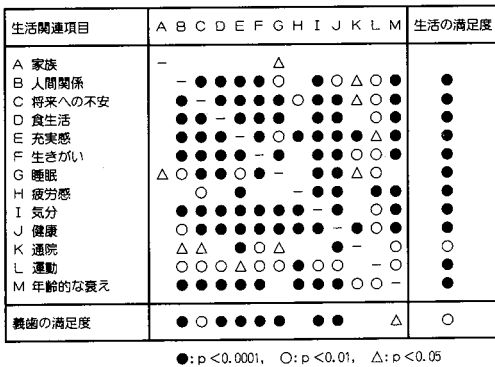 生活関連項目 A B C D E F G H I J K L M 生活の満足度
A 家族 − △
B 人間関係 − ● ● ● ● ○ ● ○ △ ○ ● ●
C 将来への不安 ● − ● ● ● ● ○ ● ● △ ○ ● ●
D 食生活 ● ● − ● ● ● ● ● ○ ● ●
E 充実感 ● ● ● − ● ○ ● ● ● ● △ ● ●
F 生きがい ● ● ● ● − ● ● ● ○ ○ ● ●
G 睡眠 △ ○ ● ● ○ ● − ● ● △ ○ ●
H 疲労感 ○ ● − ● ● ● ●
I 気分 ● ● ● ● ● ● ● − ● ○ ● ●
J 健康 ○ ● ● ● ● ● ● ● − ● ○ ● ●
K 通院 △ △ ● ○ △ ● − ○ ○
L 運動 ○ ○ ○ △ ○ ○ ● ○ ○ − ○ ●
M 年齢的な衰え ● ● ● ● ● ● ● ● ○ ○ − ●
義歯の満足度 ● ○ ● ● ● ● ● ● △ ○
●: p<0.0001, ○: p<0.01, △: p<0.05